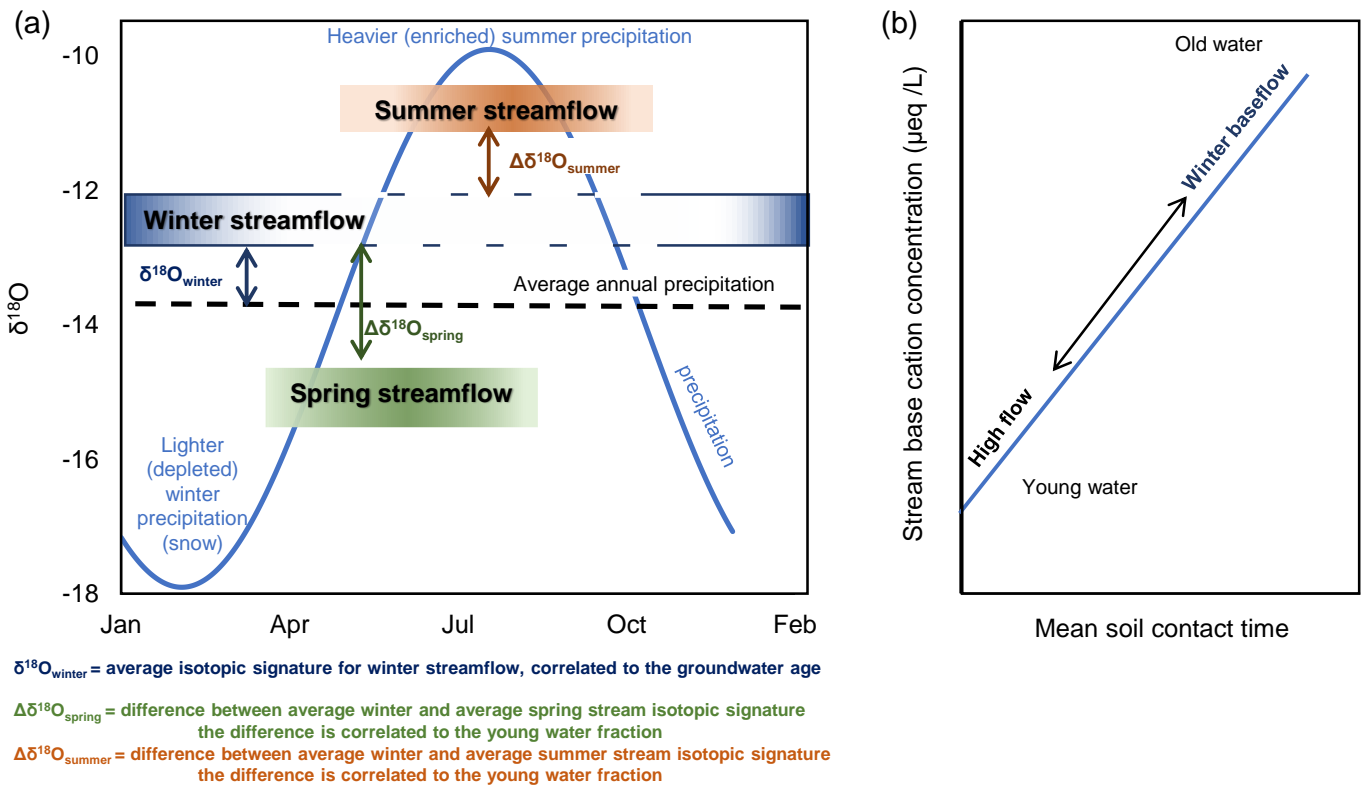 (a)
Heavier (enriched) summer precipitation
-10
Summer streamflow
Δδ¹⁸Osummer
-12
Winter streamflow
δ¹⁸Owinter
Average annual precipitation
δ¹⁸O
-14
Δδ¹⁸Ospring
Spring streamflow
precipitation
-16
Lighter
(depleted)
winter
precipitation
(snow)
-18
Jan
Apr
Jul
Oct
Feb
δ¹⁸Owinter = average isotopic signature for winter streamflow, correlated to the groundwater age
Δδ¹⁸Ospring = difference between average winter and average spring stream isotopic signature
the difference is correlated to the young water fraction
Δδ¹⁸Osummer = difference between average winter and average summer stream isotopic signature
the difference is correlated to the young water fraction
(b)
Old water
Winter baseflow
Stream base cation concentration (µeq /L)
High flow
Young water
Mean soil contact time